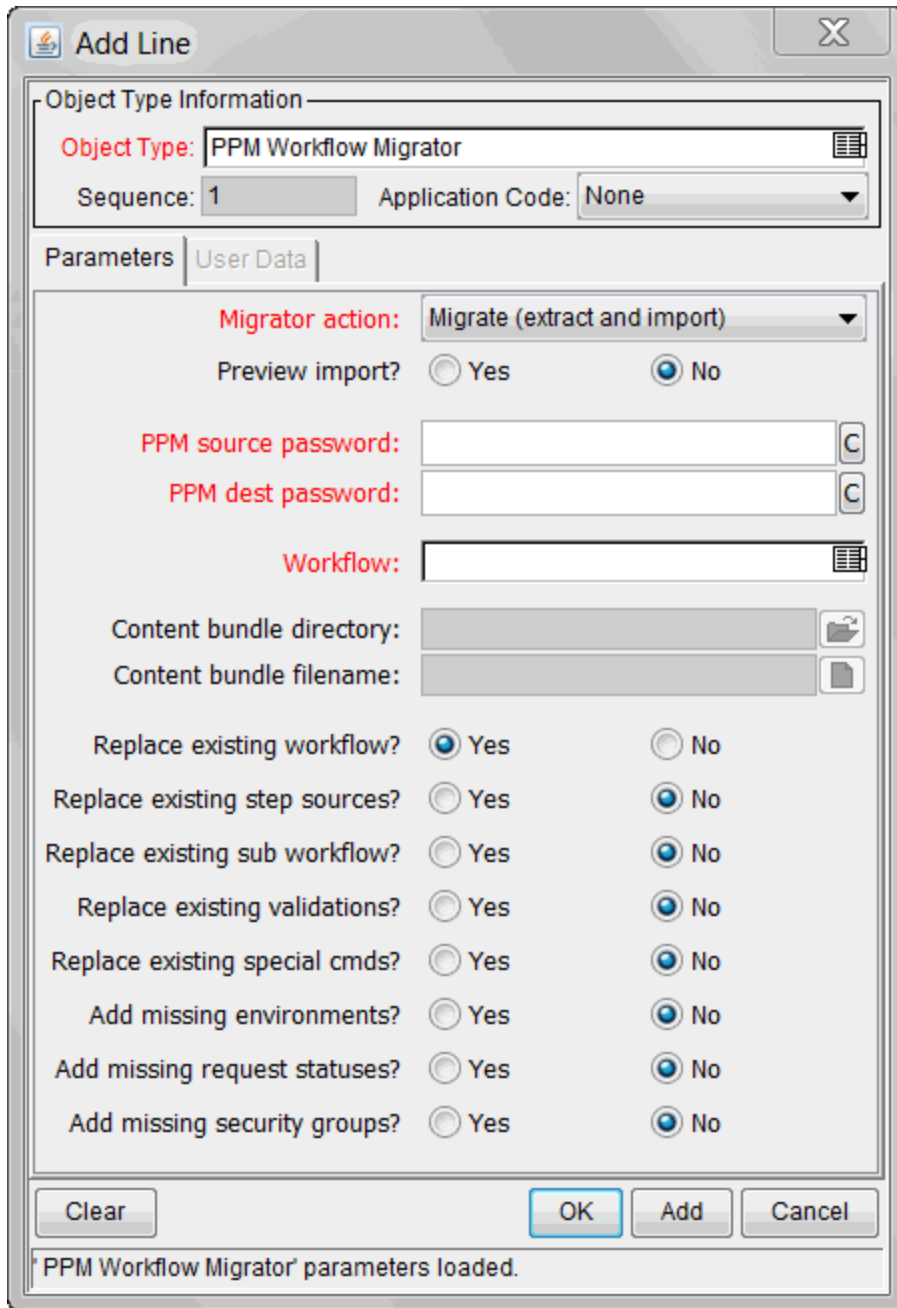 Add Line
Object Type Information
Object Type: PPM Workflow Migrator
Sequence: 1 Application Code: None
Parameters User Data
Migrator action: Migrate (extract and import)
Preview import? Yes No
PPM source password: C
PPM dest password: C
Workflow:
Content bundle directory:
Content bundle filename:
Replace existing workflow? Yes No
Replace existing step sources? Yes No
Replace existing sub workflow? Yes No
Replace existing validations? Yes No
Replace existing special cmds? Yes No
Add missing environments? Yes No
Add missing request statuses? Yes No
Add missing security groups? Yes No
Clear OK Add Cancel
' PPM Workflow Migrator' parameters loaded.